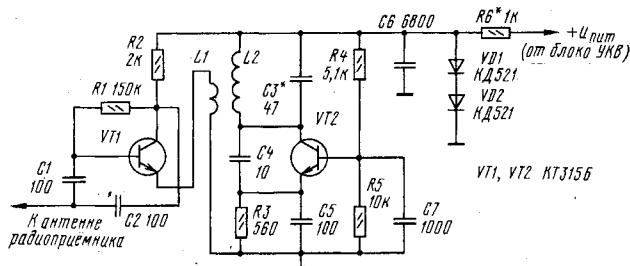 C6 6800
R6* 1к
+Uпит
(от блока УКВ)
R2
2к
L1
L2
R4
5,1к
VD1
КД521
VD2
КД521
C3*
47
R1 150к
VT1
VT2
C4
10
C1
100
VT1, VT2 КТ315Б
R3
560
C5
100
R5
10к
C7
1000
C2 100
К антенне
радиоприёмника